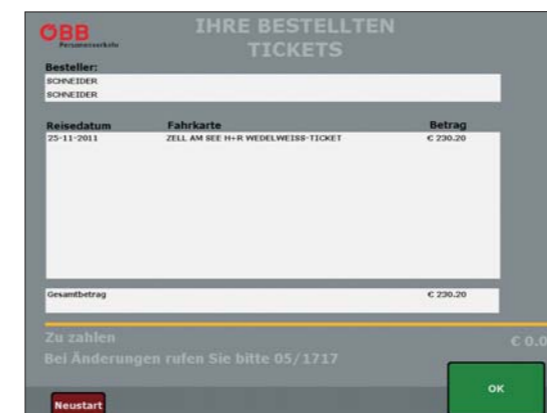 ÖBB
Personenverkehr
IHRE BESTELLTEN
TICKETS
Besteller:
SCHNEIDER
SCHNEIDER
Reisedatum Fahrkarte Betrag
25-11-2011 ZELL AM SEE H+R WEDELWEISS-TICKET € 230.20
Gesamtbetrag € 230.20
Zu zahlen € 0.0
Bei Änderungen rufen Sie bitte 05/1717
OK
Neustart